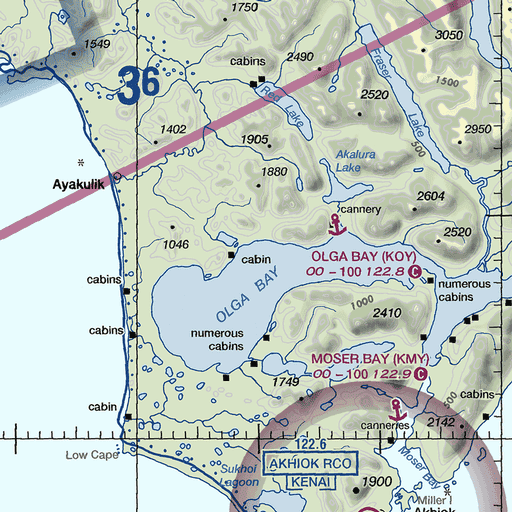 1750
1549
3050
cabins
2490
Fraser
3⁶
1500
Red
Lake
2520
Lake
1402
1905
500
2950
Akalura
Lake
Ayakulik
1880
2604
cannery
1046
2520
OLGA BAY (KOY)
cabin
00 - 100 122.8 C
cabins
numerous
cabins
OLGA BAY
1000
2410
cabins
numerous
cabins
MOSER BAY (KMY)
00 - 100 122.9 C
1749
500
cabins
cabin
canneries
2142
122.6
Low Cape
AKHIOK RCO
Moser Bay
Sukhoi
Lagoon
KENAI
1900
Miller I
Akhiok